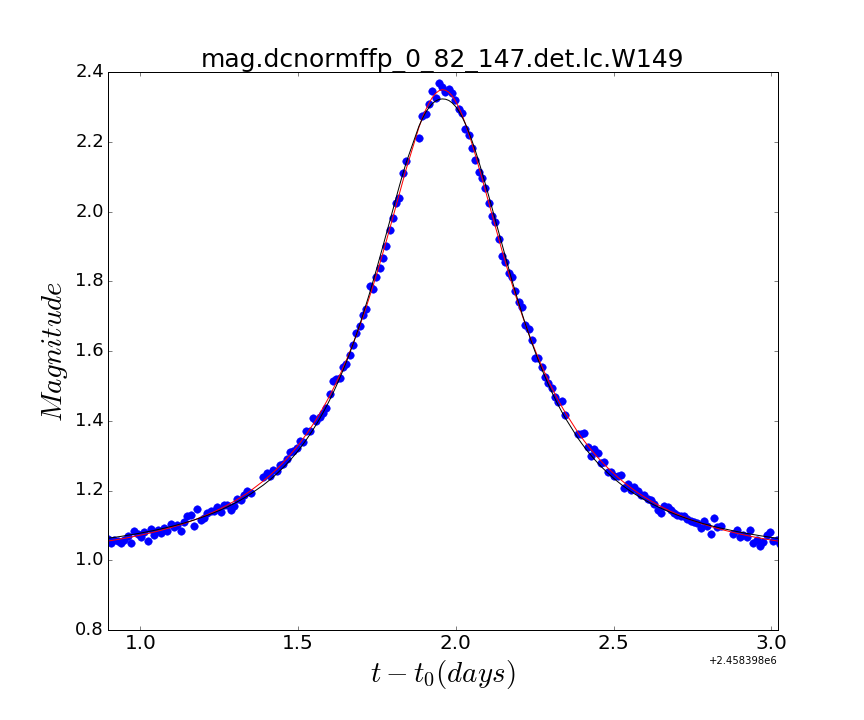 mag.dcnormffp_0_82_147.det.lc.W149
2.4
2.2
2.0
1.8
1.6
1.4
1.2
1.0
0.8
Magnitude
1.0 1.5 2.0 2.5 3.0
+2.458398e6
t − t₀(days)